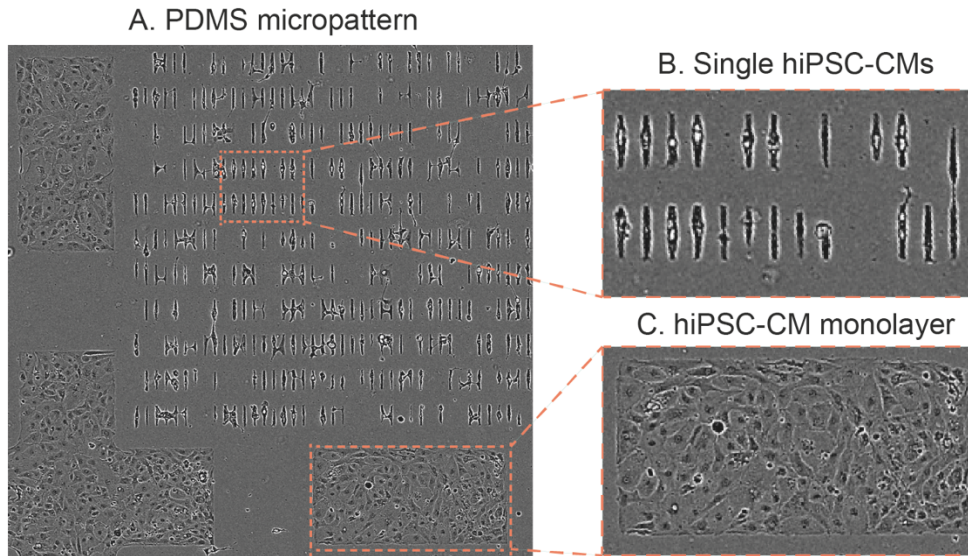 A. PDMS micropattern
B. Single hiPSC-CMs
C. hiPSC-CM monolayer